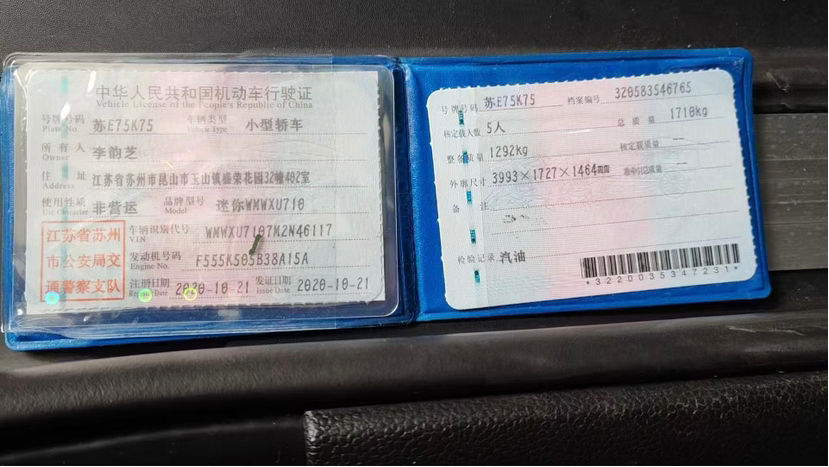 中华人民共和国机动车行驶证
Vehicle License of the People's Republic of China
号牌号码 苏E75K75 车辆类型 小型轿车
Plate No. Vehicle Type
所有人 李韵芝
Owner
住址 江苏省苏州市昆山市玉山镇盛荣花园32幢402室
Address
使用性质 非营运 品牌型号 迷你WMWXU710
Use Character Model
江苏省苏州
市公安局交
通警察支队
车辆识别代号 WMWXU7107M2N46117
VIN
发动机号码 F555K505B38A15A
Engine No.
注册日期 2020-10-21 发证日期 2020-10-21
Register Date Issue Date
号牌号码 苏E75K75 档案编号 320583546765
核定载人数 5人 总质量 1710kg
整备质量 1292kg 核定载质量
外廓尺寸 3993×1727×1464mm
备注
检验记录 汽油
*3220035347231*